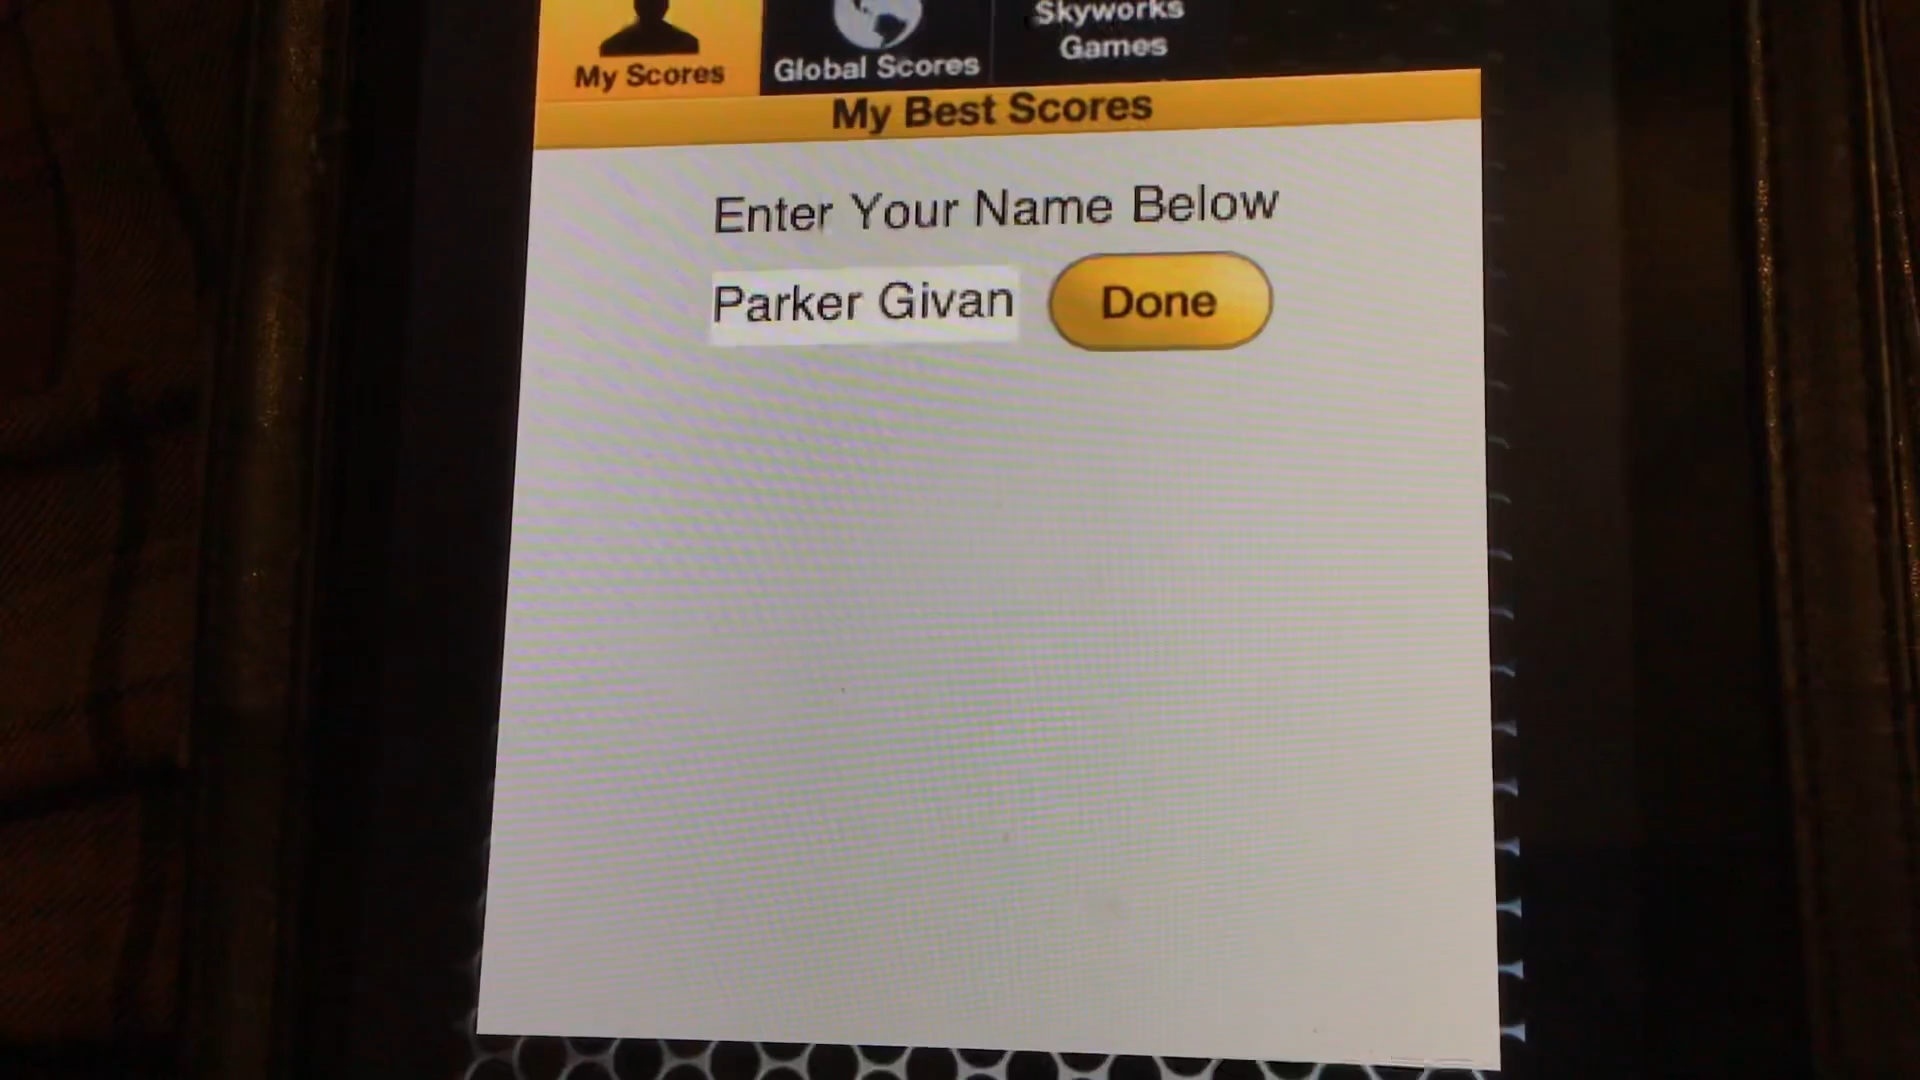 My Scores
Global Scores
Skyworks
Games
My Best Scores
Enter Your Name Below
Parker Givan
Done